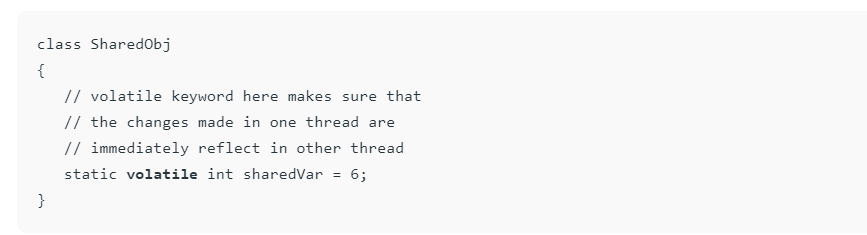 class SharedObj
{
// volatile keyword here makes sure that
// the changes made in one thread are
// immediately reflect in other thread
static volatile int sharedVar = 6;
}